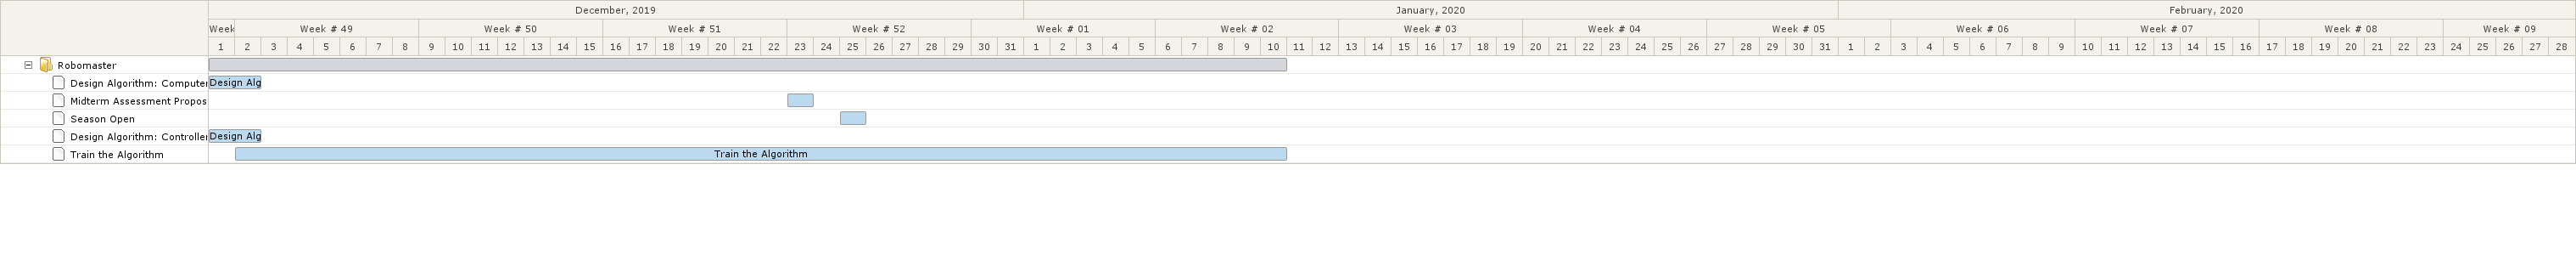 December, 2019 January, 2020 February, 2020
Week Week # 49 Week # 50 Week # 51 Week # 52 Week # 01 Week # 02 Week # 03 Week # 04 Week # 05 Week # 06 Week # 07 Week # 08 Week # 09
1 2 3 4 5 6 7 8 9 10 11 12 13 14 15 16 17 18 19 20 21 22 23 24 25 26 27 28 29 30 31 1 2 3 4 5 6 7 8 9 10 11 12 13 14 15 16 17 18 19 20 21 22 23 24 25 26 27 28 29 30 31 1 2 3 4 5 6 7 8 9 10 11 12 13 14 15 16 17 18 19 20 21 22 23 24 25 26 27 28
Robomaster
Design Algorithm: Computer Design Alg
Midterm Assessment Propos
Season Open
Design Algorithm: Controller Design Alg
Train the Algorithm Train the Algorithm